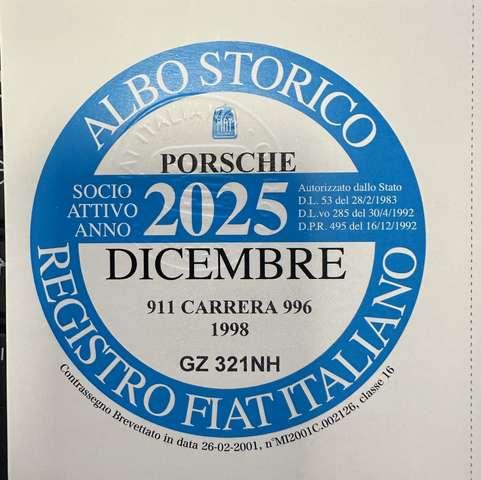 ALBO STORICO
FIAT
PORSCHE
SOCIO
ATTIVO
ANNO
2025
Autorizzato dallo Stato
D.L. 53 del 28/2/1983
D.L.vo 285 del 30/4/1992
D.P.R. 495 del 16/12/1992
DICEMBRE
911 CARRERA 996
1998
GZ 321NH
REGISTRO FIAT ITALIANO
Contrassegno Brevettato in data 26-02-2001, n°MI2001C.002126, classe 16